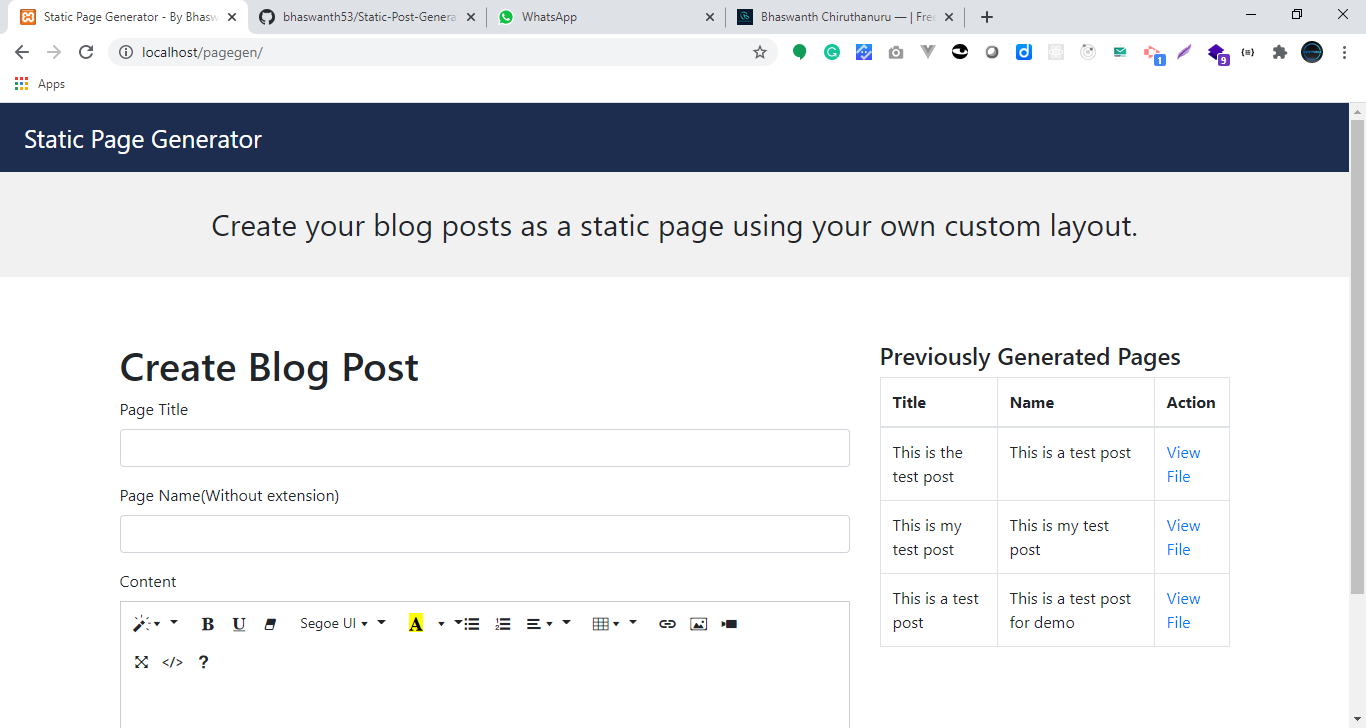 Static Page Generator - By Bhasw
bhaswanth53/Static-Post-Genera
WhatsApp
Bhaswanth Chiruthanuru — | Free
localhost/pagegen/
1
9
Apps
Static Page Generator
Create your blog posts as a static page using your own custom layout.
Create Blog Post
Page Title
Page Name(Without extension)
Content
B U Segoe UI A
</> ?
Previously Generated Pages
Title Name Action
This is the This is a test post View
test post File
This is my This is my test View
test post post File
This is a test This is a test post View
post for demo File